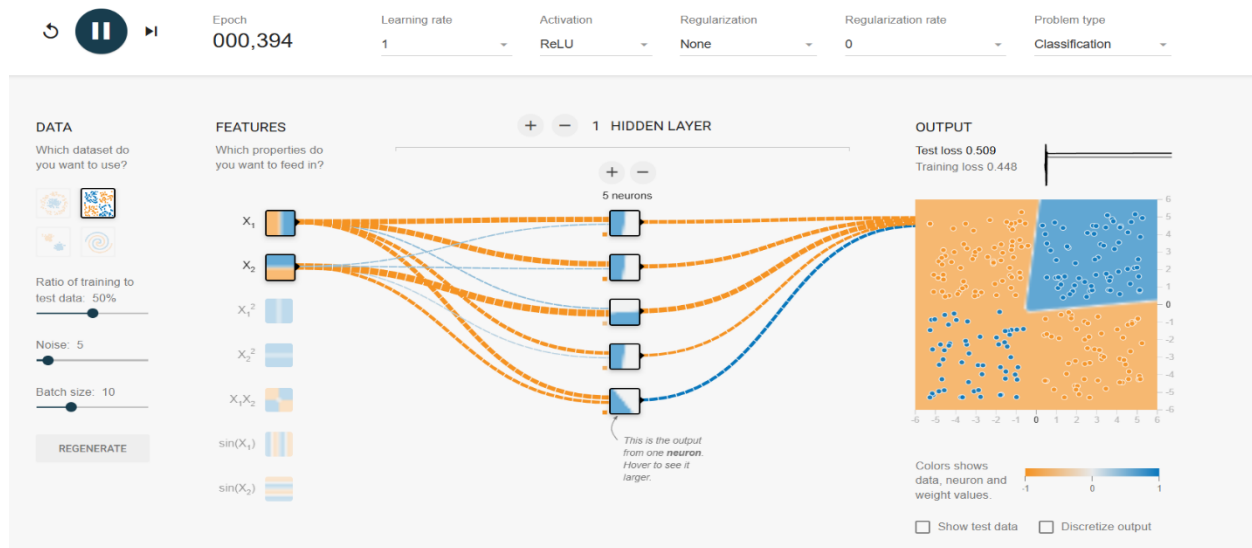 Epoch
000,394
Learning rate
1
Activation
ReLU
Regularization
None
Regularization rate
0
Problem type
Classification
DATA
Which dataset do
you want to use?
Ratio of training to
test data: 50%
Noise: 5
Batch size: 10
REGENERATE
FEATURES
Which properties do
you want to feed in?
X₁
X₂
X₁²
X₂²
X₁X₂
sin(X₁)
sin(X₂)
+ − 1 HIDDEN LAYER
+ −
5 neurons
This is the output
from one neuron.
Hover to see it
larger.
OUTPUT
Test loss 0.509
Training loss 0.448
6
5
4
3
2
1
0
-1
-2
-3
-4
-5
-6
-6 -5 -4 -3 -2 -1 0 1 2 3 4 5 6
Colors shows
data, neuron and
weight values.
-1 0 1
Show test data
Discretize output